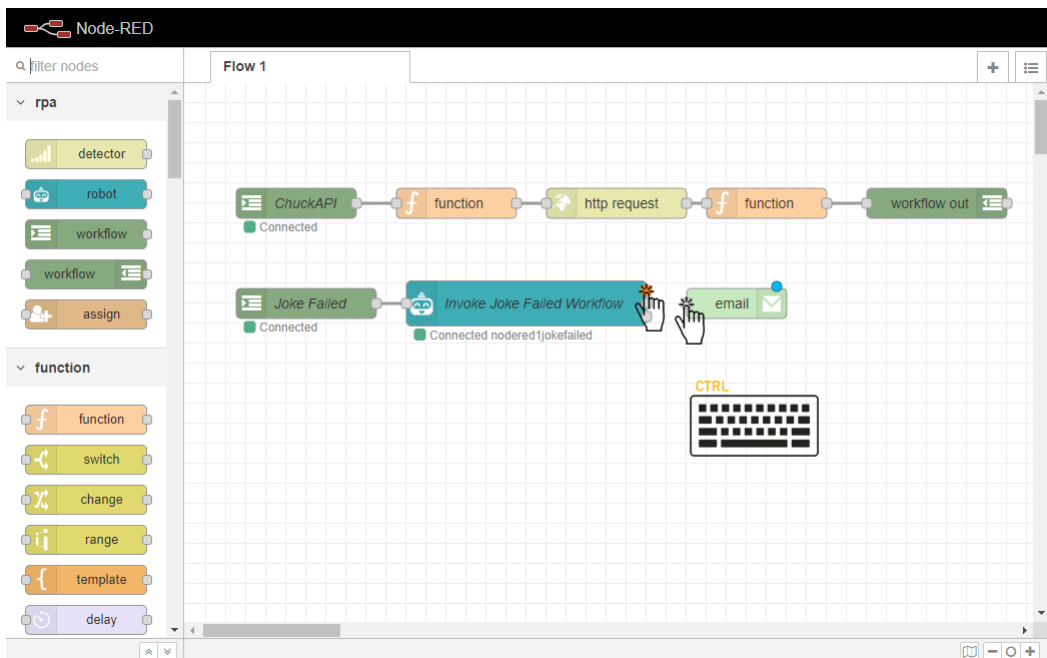 Node-RED
filter nodes
Flow 1
rpa
detector
robot
workflow
workflow
assign
function
function
switch
change
range
template
delay
ChuckAPI
function
http request
function
workflow out
Connected
Joke Failed
Invoke Joke Failed Workflow
email
Connected
Connected nodered1jokefailed
CTRL